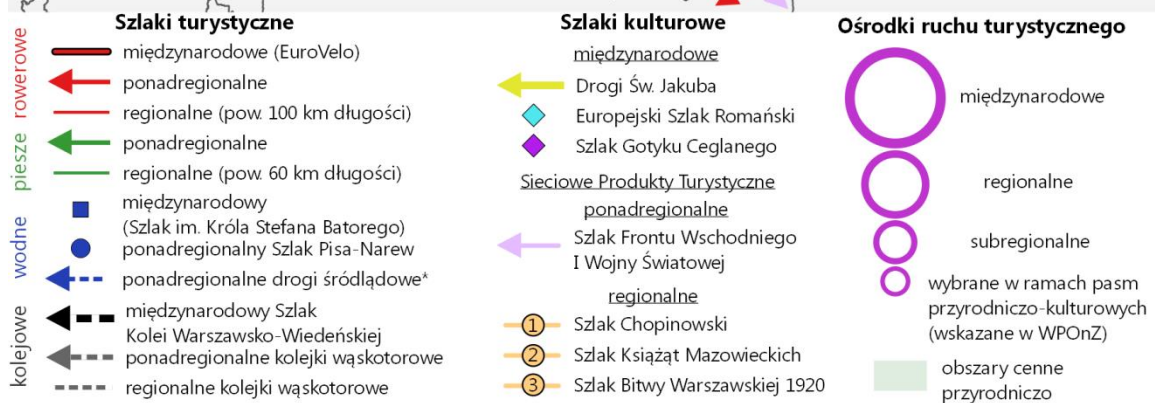 Szlaki turystyczne
rowerowe
międzynarodowe (EuroVelo)
ponadregionalne
regionalne (pow. 100 km długości)
piesze
ponadregionalne
regionalne (pow. 60 km długości)
wodne
międzynarodowy
(Szlak im. Króla Stefana Batorego)
ponadregionalny Szlak Pisa-Narew
ponadregionalne drogi śródlądowe*
kolejowe
międzynarodowy Szlak
Kolei Warszawsko-Wiedeńskiej
ponadregionalne kolejki wąskotorowe
regionalne kolejki wąskotorowe
Szlaki kulturowe
międzynarodowe
Drogi Św. Jakuba
Europejski Szlak Romański
Szlak Gotyku Ceglanego
Sieciowe Produkty Turystyczne
ponadregionalne
Szlak Frontu Wschodniego
I Wojny Światowej
regionalne
1 Szlak Chopinowski
2 Szlak Książąt Mazowieckich
3 Szlak Bitwy Warszawskiej 1920
Ośrodki ruchu turystycznego
międzynarodowe
regionalne
subregionalne
wybrane w ramach pasm
przyrodniczo-kulturowych
(wskazane w WPOnZ)
obszary cenne
przyrodniczo